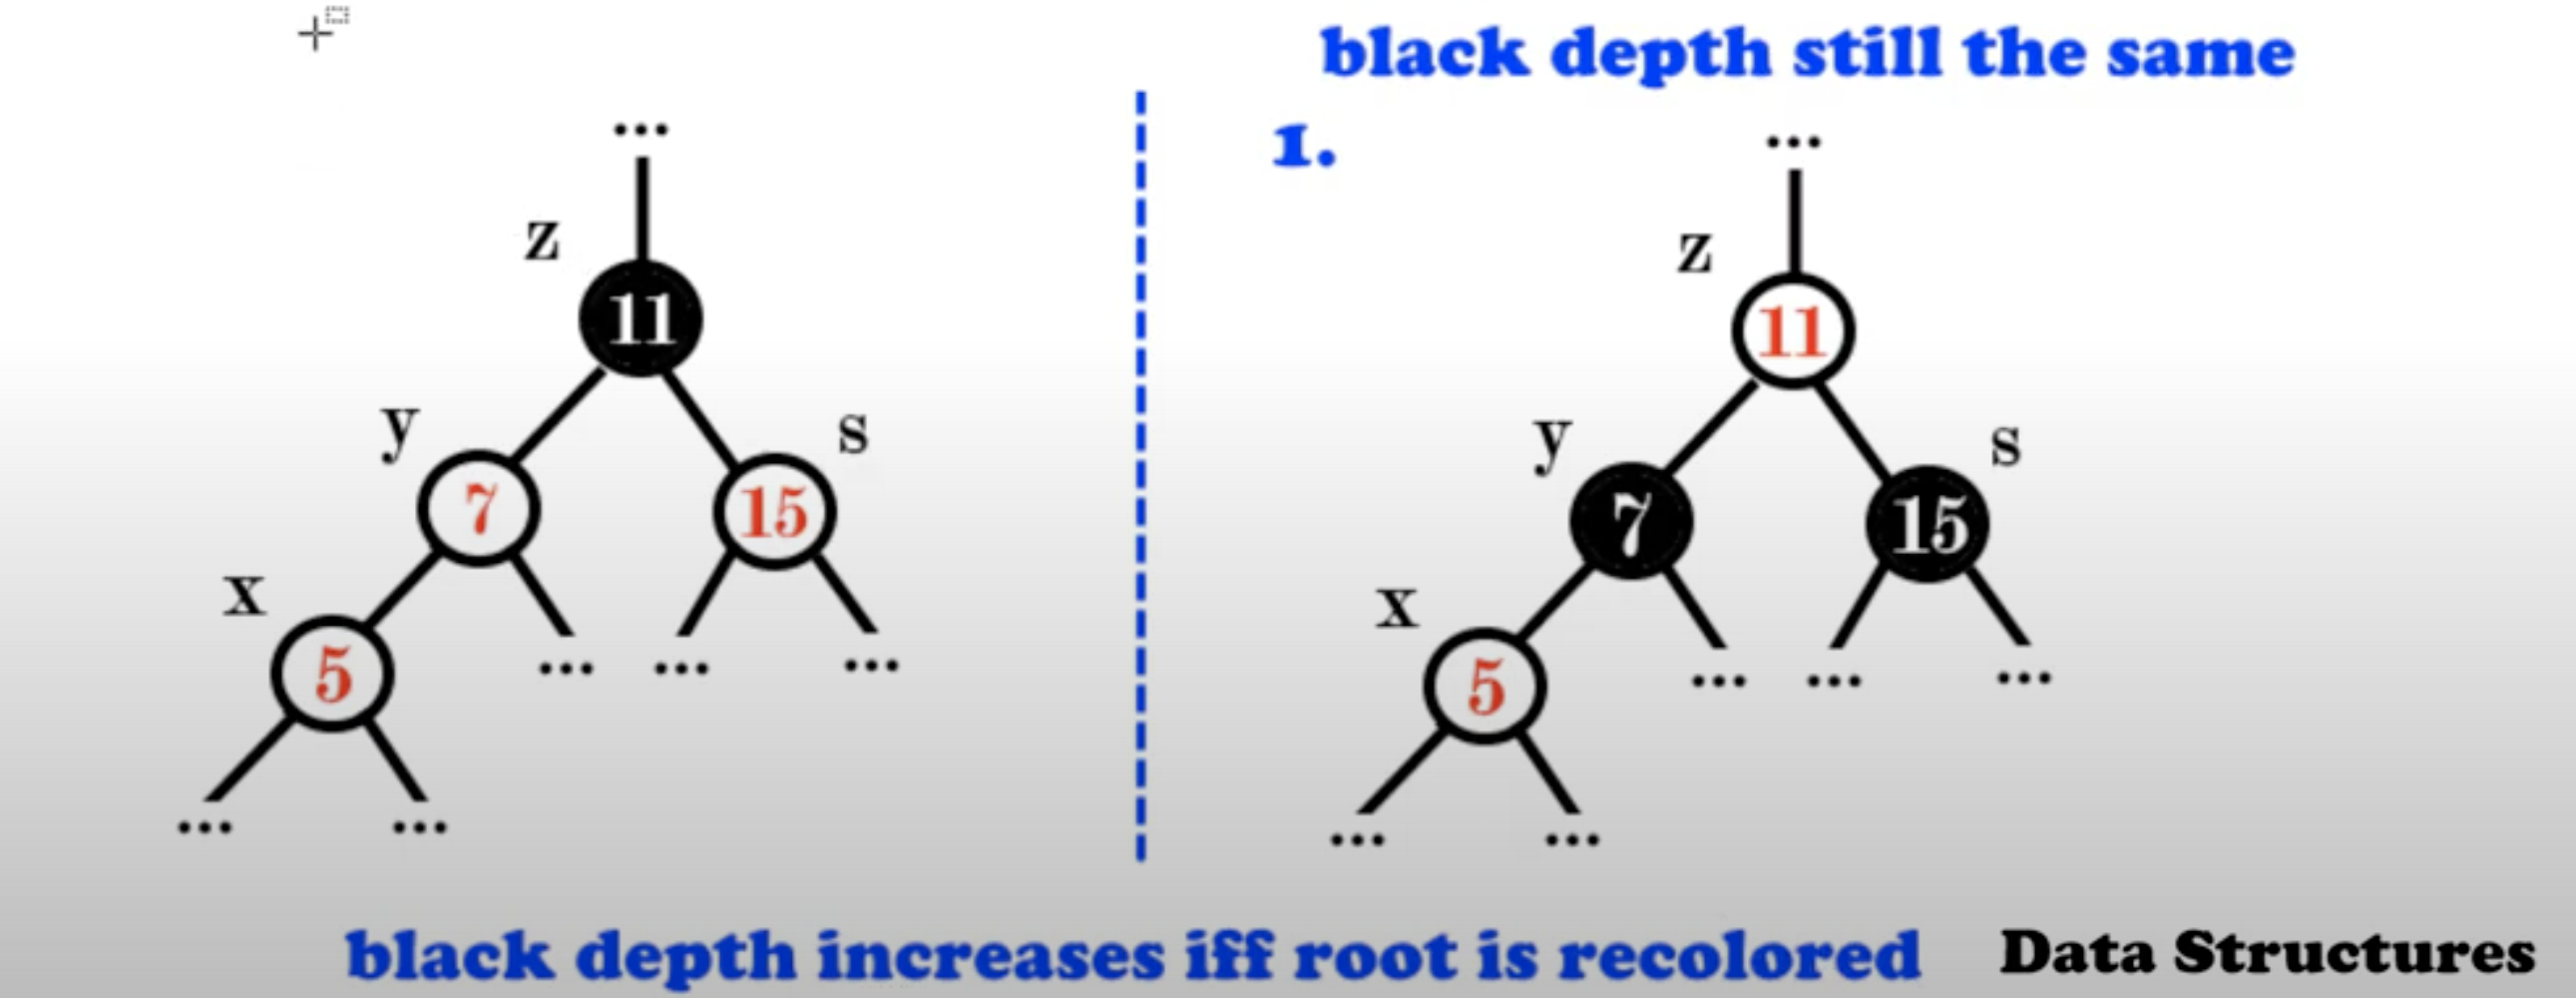 black depth still the same
1.
...
z
11
y
s
7
15
x
5
...
...
...
...
...
...
z
11
y
s
7
15
x
5
...
...
...
...
...
black depth increases iff root is recolored
Data Structures